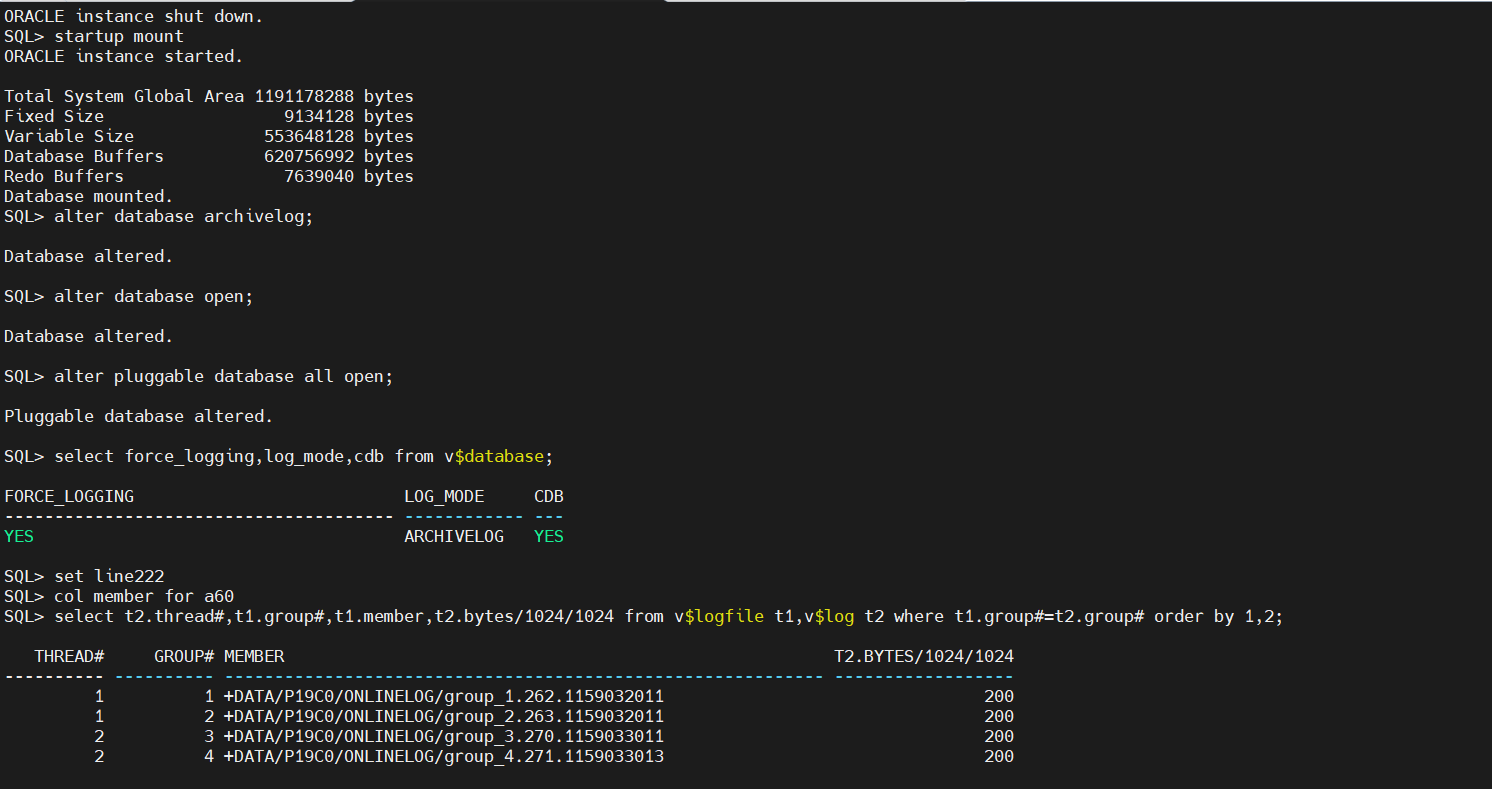 ORACLE instance shut down.
SQL> startup mount
ORACLE instance started.
Total System Global Area 1191178288 bytes
Fixed Size                  9134128 bytes
Variable Size             553648128 bytes
Database Buffers          620756992 bytes
Redo Buffers                7639040 bytes
Database mounted.
SQL> alter database archivelog;
Database altered.
SQL> alter database open;
Database altered.
SQL> alter pluggable database all open;
Pluggable database altered.
SQL> select force_logging,log_mode,cdb from v$database;
FORCE_LOGGING                           LOG_MODE     CDB
--------------------------------------- ------------ ---
YES                                     ARCHIVELOG   YES
SQL> set line222
SQL> col member for a60
SQL> select t2.thread#,t1.group#,t1.member,t2.bytes/1024/1024 from v$logfile t1,v$log t2 where t1.group#=t2.group# order by 1,2;
   THREAD#     GROUP# MEMBER                                                       T2.BYTES/1024/1024
---------- ---------- ------------------------------------------------------------ ------------------
         1          1 +DATA/P19C0/ONLINELOG/group_1.262.1159032011                                200
         1          2 +DATA/P19C0/ONLINELOG/group_2.263.1159032011                                200
         2          3 +DATA/P19C0/ONLINELOG/group_3.270.1159033011                                200
         2          4 +DATA/P19C0/ONLINELOG/group_4.271.1159033013                                200